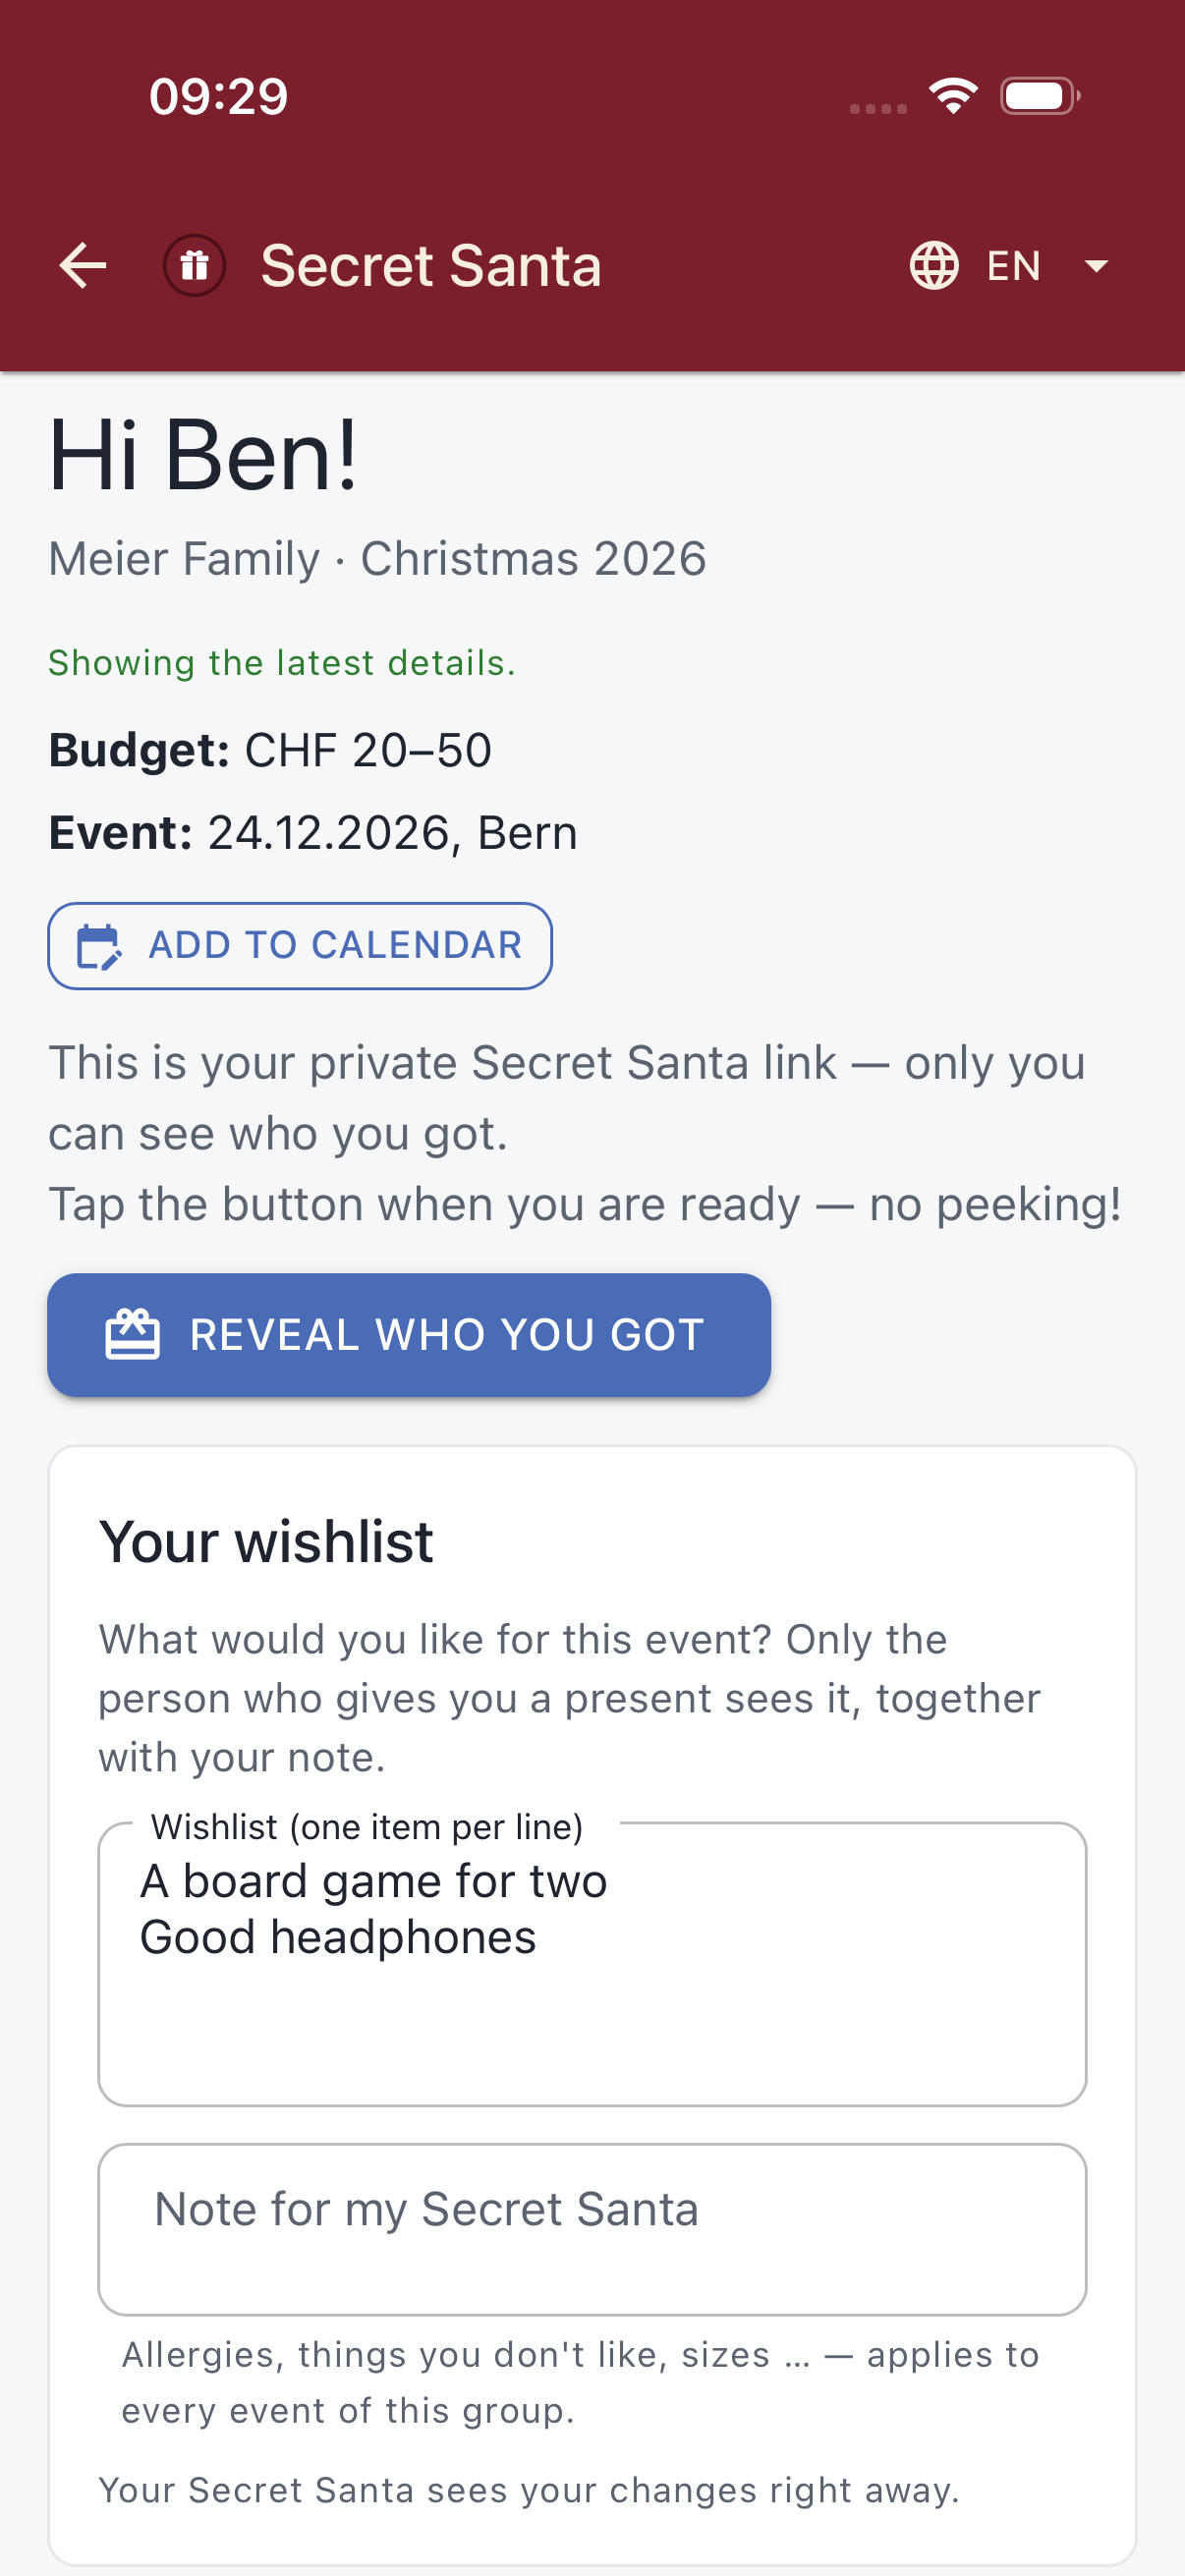 09:29
Secret Santa
EN
Hi Ben!
Meier Family · Christmas 2026
Showing the latest details.
Budget: CHF 20–50
Event: 24.12.2026, Bern
ADD TO CALENDAR
This is your private Secret Santa link — only you
can see who you got.
Tap the button when you are ready — no peeking!
REVEAL WHO YOU GOT
Your wishlist
What would you like for this event? Only the
person who gives you a present sees it, together
with your note.
Wishlist (one item per line)
A board game for two
Good headphones
Note for my Secret Santa
Allergies, things you don't like, sizes … — applies to
every event of this group.
Your Secret Santa sees your changes right away.